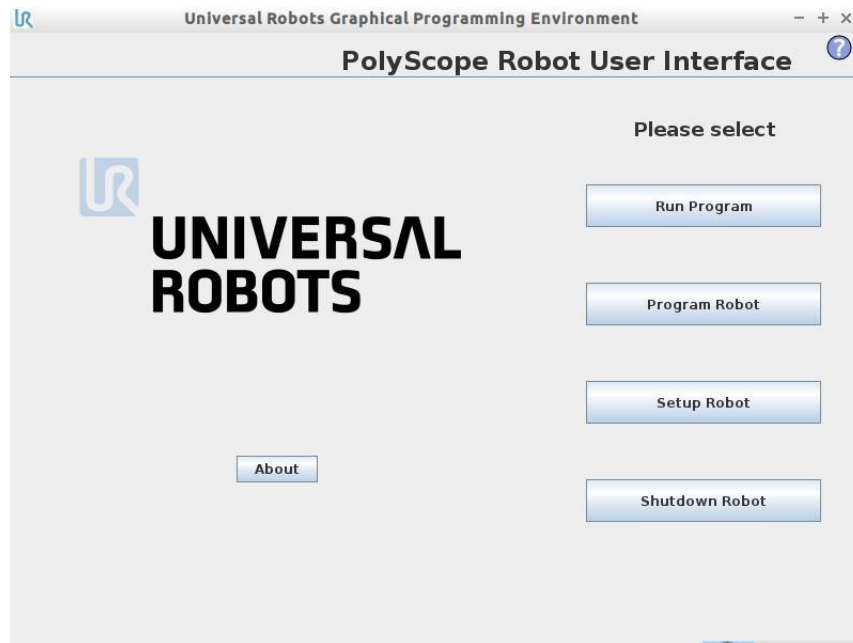 Universal Robots Graphical Programming Environment
PolyScope Robot User Interface
?
Please select
UR
UNIVERSAL
ROBOTS
Run Program
Program Robot
Setup Robot
About
Shutdown Robot